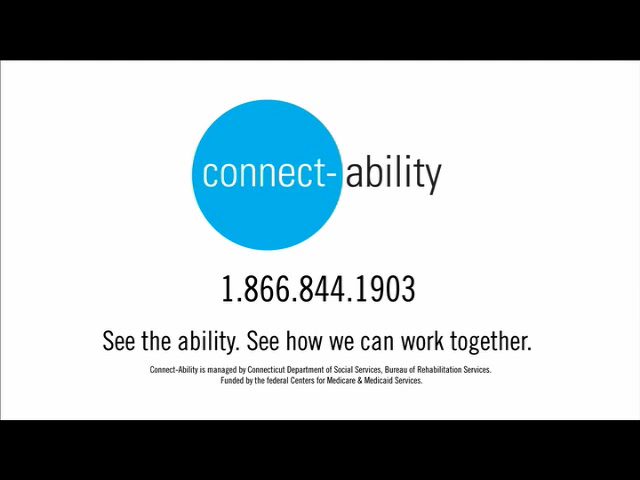 connect-ability
1.866.844.1903
See the ability. See how we can work together.
Connect-Ability is managed by Connecticut Department of Social Services, Bureau of Rehabilitation Services.
Funded by the federal Centers for Medicare & Medicaid Services.